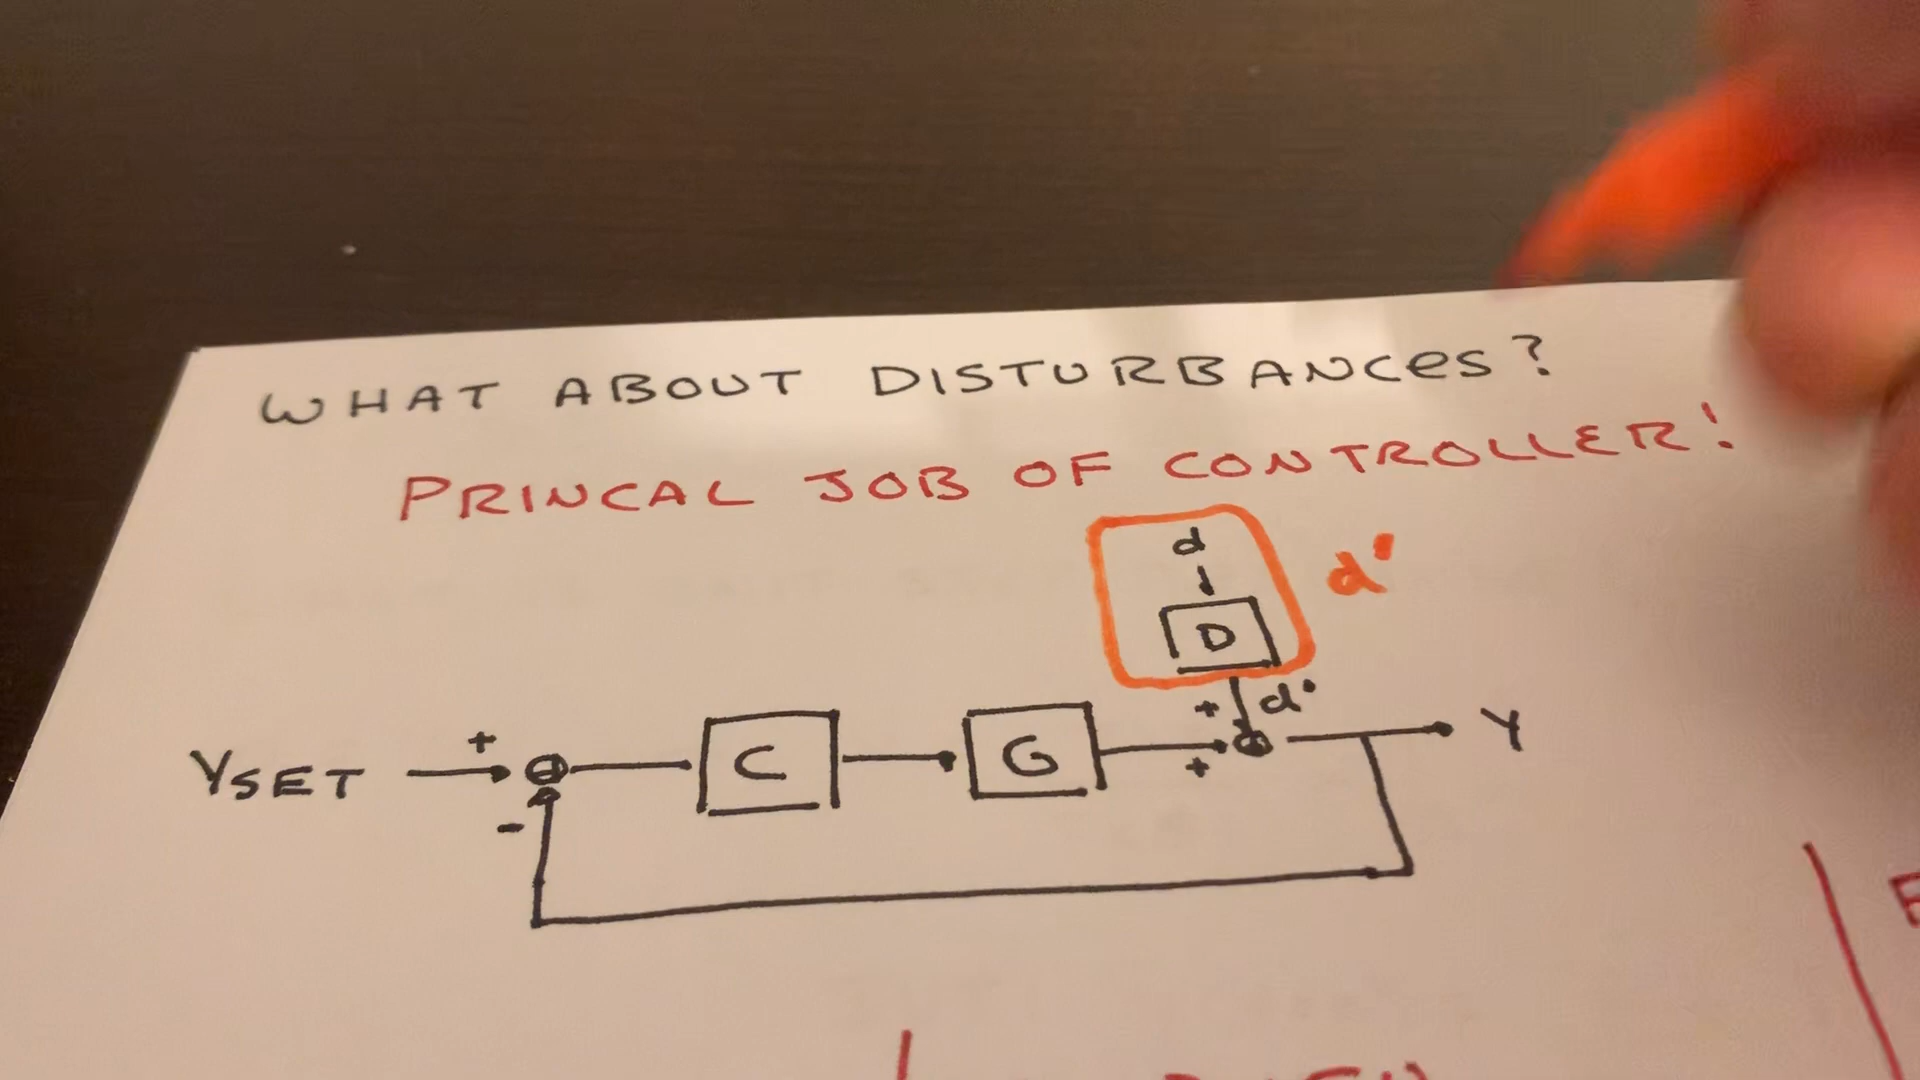 WHAT ABOUT DISTURBANCES?
PRINCAL JOB OF CONTROLLER!
d
d'
D
+ d'
YSET + C G + Y
-